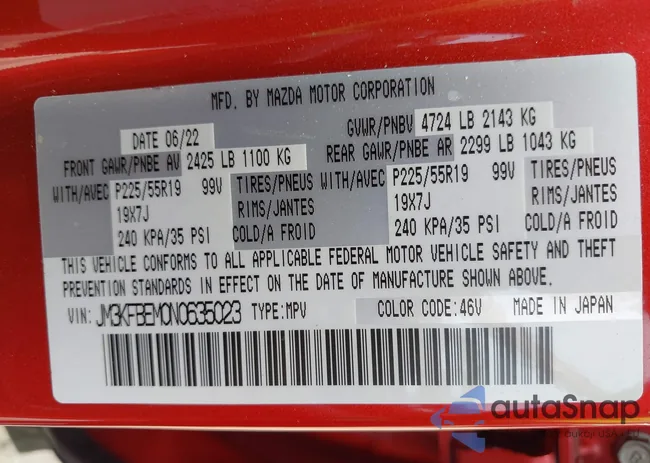 MFD. BY MAZDA MOTOR CORPORATION
DATE 06/22 GVWR/PNBV 4724 LB 2143 KG
FRONT GAWR/PNBE AV 2425 LB 1100 KG REAR GAWR/PNBE AR 2299 LB 1043 KG
WITH/AVEC P225/55R19 99V TIRES/PNEUS WITH/AVEC P225/55R19 99V TIRES/PNEUS
19X7J RIMS/JANTES 19X7J RIMS/JANTES
240 KPA/35 PSI COLD/A FROID 240 KPA/35 PSI COLD/A FROID
THIS VEHICLE CONFORMS TO ALL APPLICABLE FEDERAL MOTOR VEHICLE SAFETY AND THEFT
PREVENTION STANDARDS IN EFFECT ON THE DATE OF MANUFACTURE SHOWN ABOVE.
VIN: JM3KFBEM0N0635023 TYPE:MPV COLOR CODE:46V MADE IN JAPAN
autoSnap